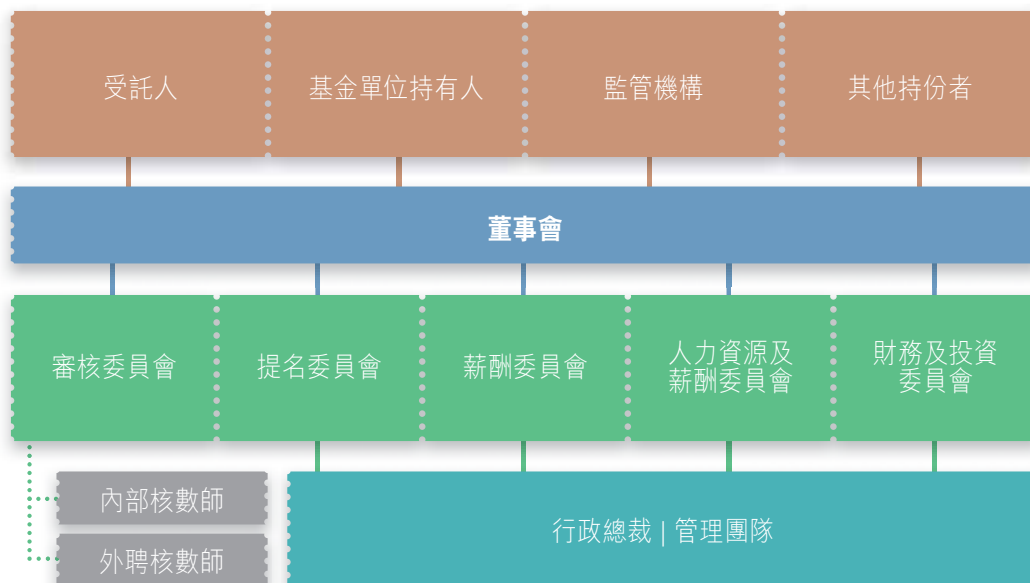 受託人
基金單位持有人
監管機構
其他持份者
董事會
審核委員會
提名委員會
薪酬委員會
人力資源及
薪酬委員會
財務及投資
委員會
內部核數師
外聘核數師
行政總裁 | 管理團隊